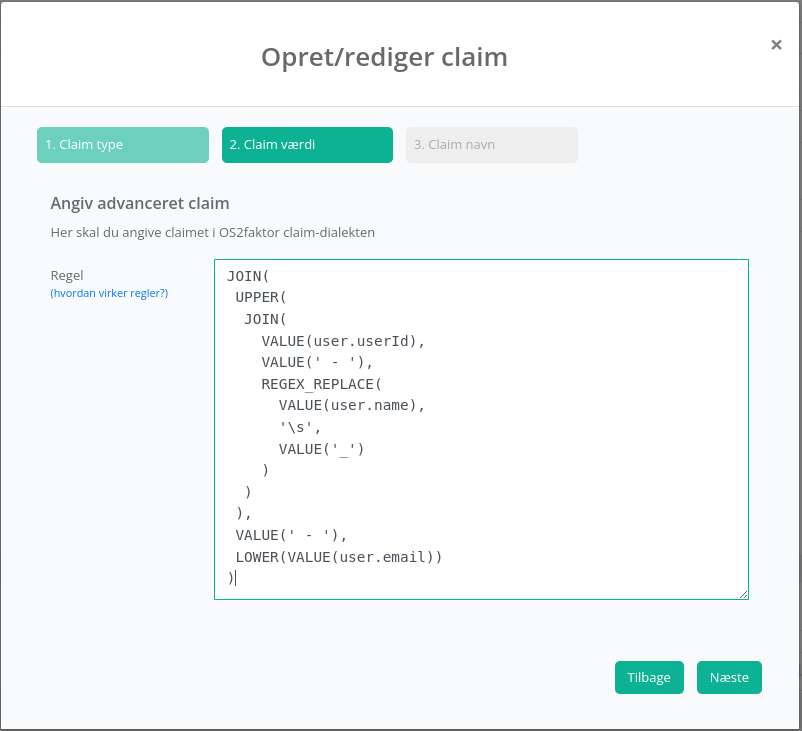 Opret/rediger claim
×
1. Claim type
2. Claim værdi
3. Claim navn
Angiv advanceret claim
Her skal du angive claimet i OS2faktor claim-dialekten
Regel
(hvordan virker regler?)
JOIN(
 UPPER(
  JOIN(
    VALUE(user.userId),
    VALUE(' - '),
    REGEX_REPLACE(
      VALUE(user.name),
      '\s',
      VALUE('_')
    )
  )
 ),
 VALUE(' - '),
 LOWER(VALUE(user.email))
)
Tilbage
Næste